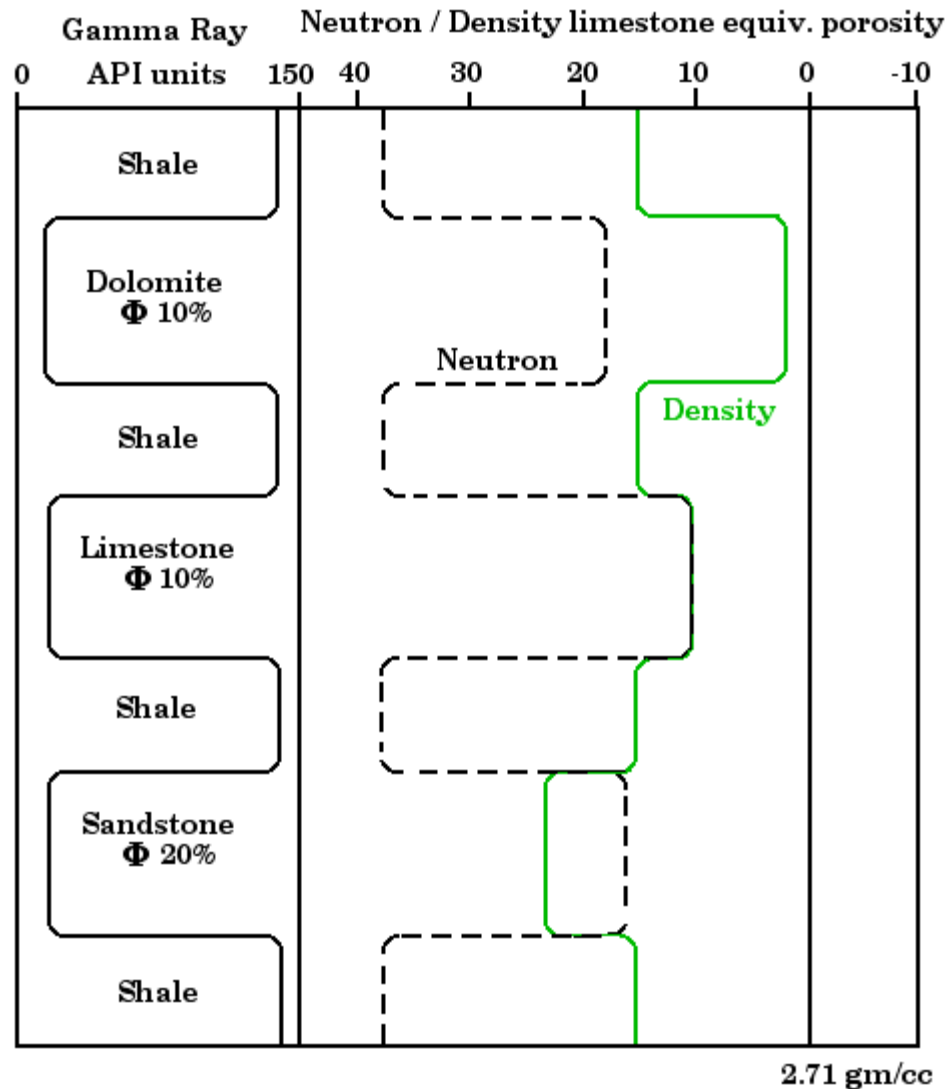 Gamma Ray
Neutron / Density limestone equiv. porosity
0 API units 150 40 30 20 10 0 -10
Shale
Dolomite
Φ 10%
Neutron
Density
Shale
Limestone
Φ 10%
Shale
Sandstone
Φ 20%
Shale
2.71 gm/cc